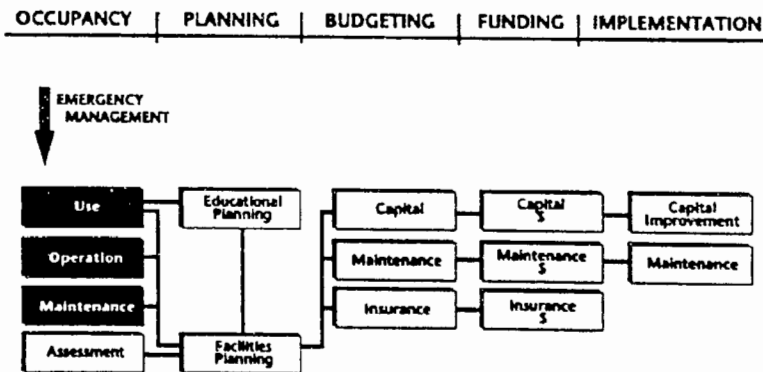 OCCUPANCY PLANNING BUDGETING FUNDING IMPLEMENTATION
EMERGENCY
MANAGEMENT
Use
Educational
Planning
Capital
Capital
$
Capital
Improvement
Operation
Maintenance
Maintenance
$
Maintenance
Maintenance
Insurance
Insurance
$
Assessment
Facilities
Planning